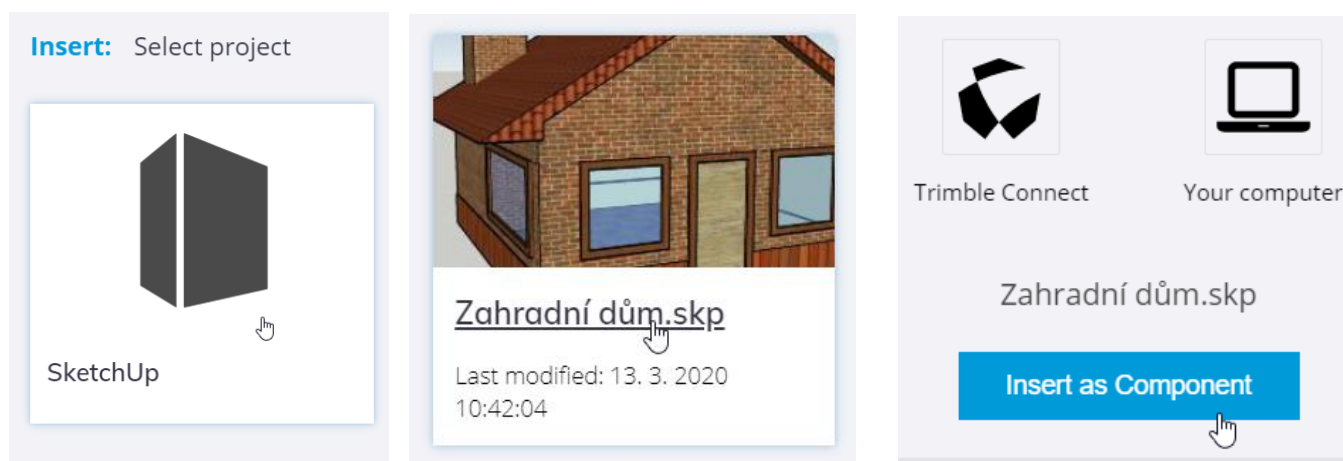 Insert: Select project
SketchUp
Zahradní dům.skp
Last modified: 13. 3. 2020
10:42:04
Trimble Connect
Your computer
Zahradní dům.skp
Insert as Component